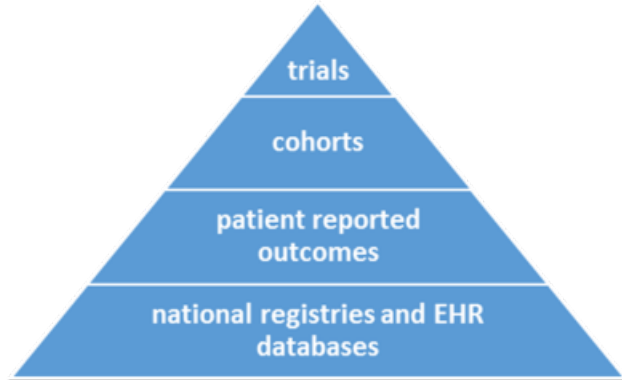 trials
cohorts
patient reported
outcomes
national registries and EHR
databases